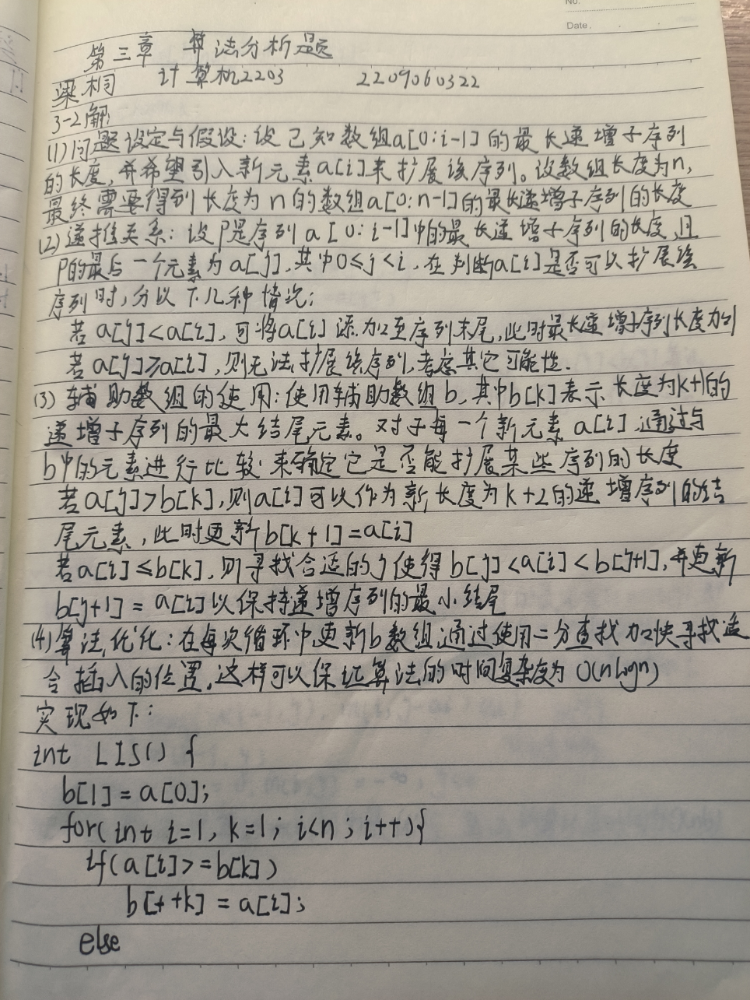 No.
Date.
第三章 算法分析题
梁桐 计算机2203 2209060322
3-2解:
(1)问题设定与假设:设已知数组a[0:i-1]的最长递增子序列
的长度,并希望引入新元素a[i]来扩展该序列。设数组长度为n,
最终需要得到长度为n的数组a[0:n-1]的最长递增子序列的长度
(2)递推关系:设P是序列a[0:i-1]中的最长递增子序列的长度,且
P的最后一个元素为a[j],其中0≤j<i,在判断a[i]是否可以扩展该
序列时,分以下几种情况:
若a[j]<a[i],可将a[i]添加至序列末尾,此时最长递增子序列长度加1
若a[j]≥a[i],则无法扩展该序列,考虑其它可能性.
(3)辅助数组的使用:使用辅助数组b,其中b[k]表示长度为k+1的
递增子序列的最大结尾元素。对于每一个新元素a[i],通过与
b中的元素进行比较来确定它是否能扩展某些序列的长度
若a[j]>b[k],则a[i]可以作为新长度为k+2的递增序列的结
尾元素,此时更新b[k+1]=a[i]
若a[i]≤b[k],则寻找合适的j使得b[j]<a[i]<b[j+1],并更新
b[j+1]=a[i]以保持递增序列的最小结尾
(4)算法优化:在每次循环中更新b数组通过使用二分查找加快寻找适
合插入的位置,这样可以保证算法的时间复杂度为O(nlogn)
实现如下:
int LIS() {
b[1]=a[0];
for(int i=1, k=1; i<n; i++){
if(a[i]>=b[k])
b[++k]=a[i];
else